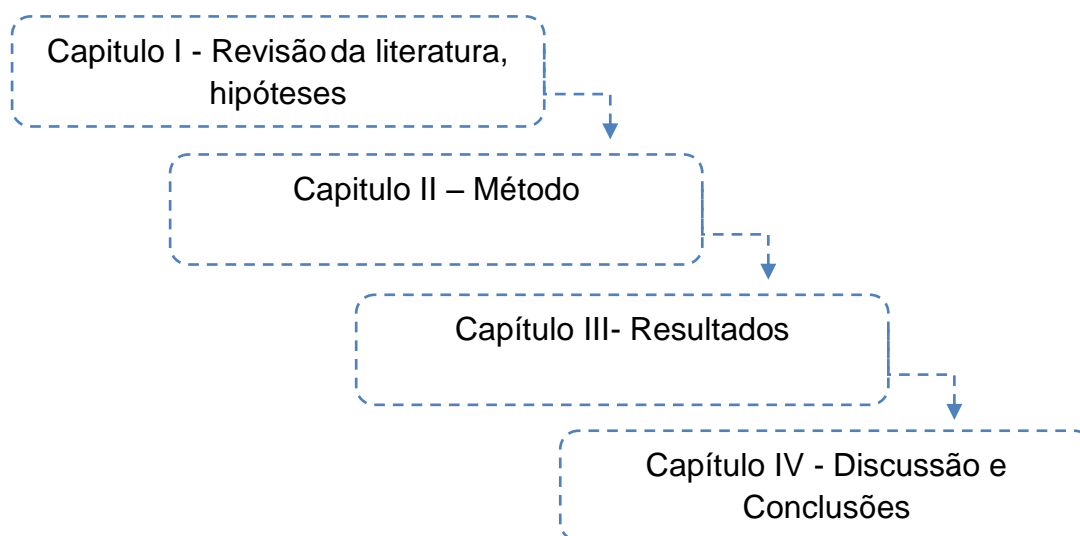 Capitulo I - Revisão da literatura,
hipóteses
Capitulo II – Método
Capítulo III- Resultados
Capítulo IV - Discussão e
Conclusões